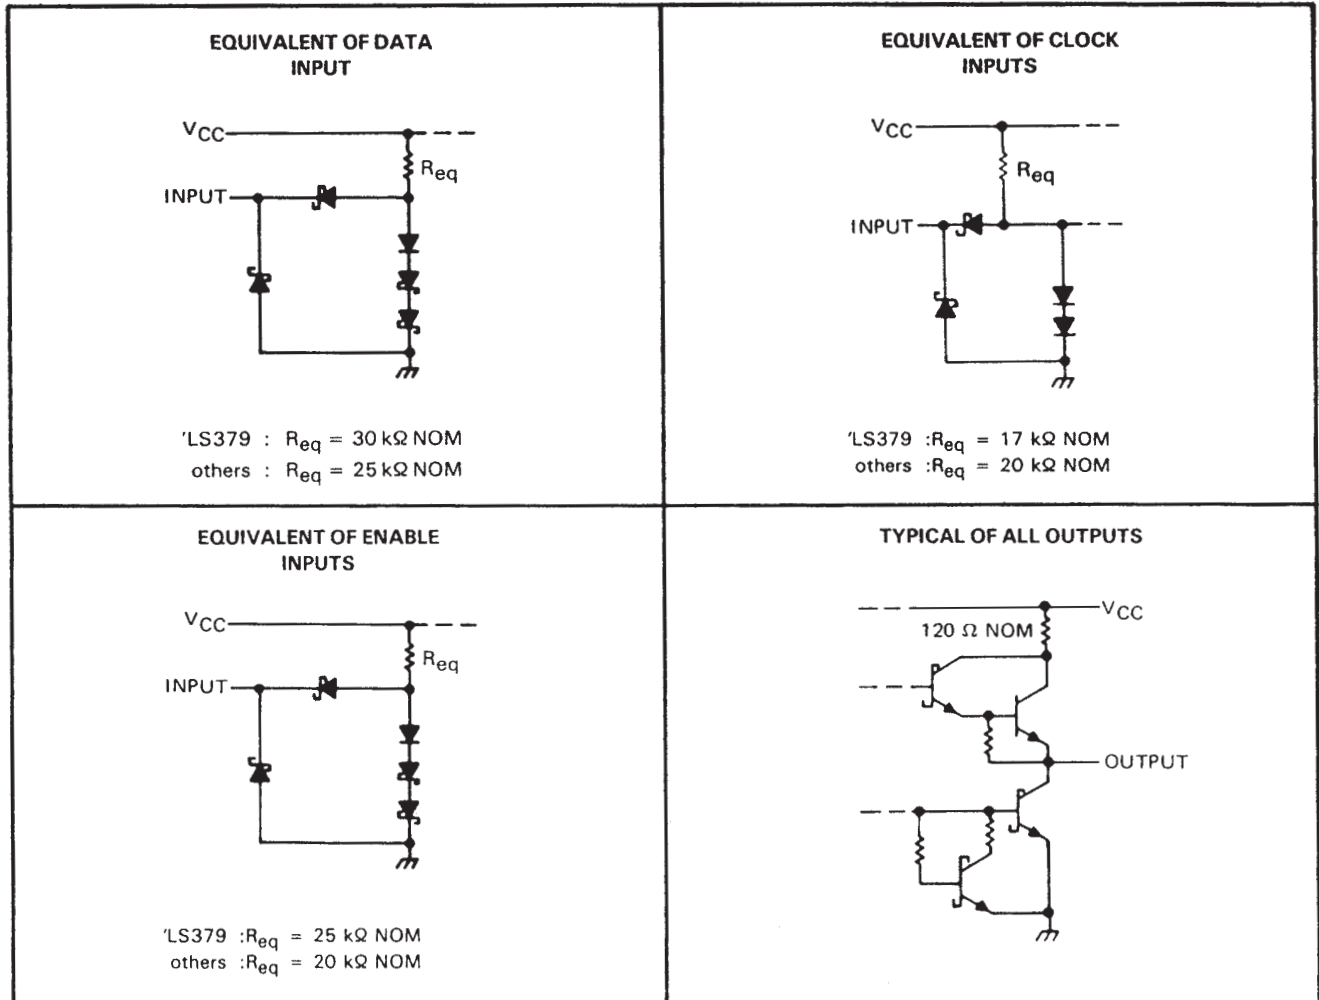 EQUIVALENT OF DATA
INPUT
VCC
Req
INPUT
'LS379 : Req = 30 kΩ NOM
others : Req = 25 kΩ NOM
EQUIVALENT OF CLOCK
INPUTS
VCC
Req
INPUT
'LS379 :Req = 17 kΩ NOM
others :Req = 20 kΩ NOM
EQUIVALENT OF ENABLE
INPUTS
VCC
Req
INPUT
'LS379 :Req = 25 kΩ NOM
others :Req = 20 kΩ NOM
TYPICAL OF ALL OUTPUTS
VCC
120 Ω NOM
OUTPUT